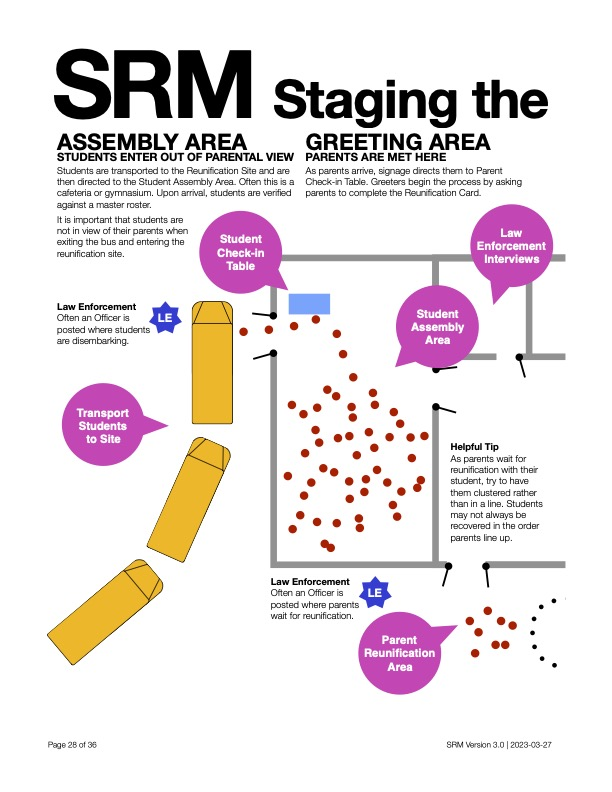 SRM Staging the
ASSEMBLY AREA
STUDENTS ENTER OUT OF PARENTAL VIEW
Students are transported to the Reunification Site and are
then directed to the Student Assembly Area. Often this is a
cafeteria or gymnasium. Upon arrival, students are verified
against a master roster.
It is important that students are
not in view of their parents when
exiting the bus and entering the
reunification site.
GREETING AREA
PARENTS ARE MET HERE
As parents arrive, signage directs them to Parent
Check-in Table. Greeters begin the process by asking
parents to complete the Reunification Card.
Student
Check-in
Table
Law
Enforcement
Interviews
Law Enforcement
Often an Officer is
posted where students
are disembarking.
LE
Student
Assembly
Area
Transport
Students
to Site
Helpful Tip
As parents wait for
reunification with their
student, try to have
them clustered rather
than in a line. Students
may not always be
recovered in the order
parents line up.
Law Enforcement
Often an Officer is
posted where parents
wait for reunification.
LE
Parent
Reunification
Area
Page 28 of 36
SRM Version 3.0 | 2023-03-27